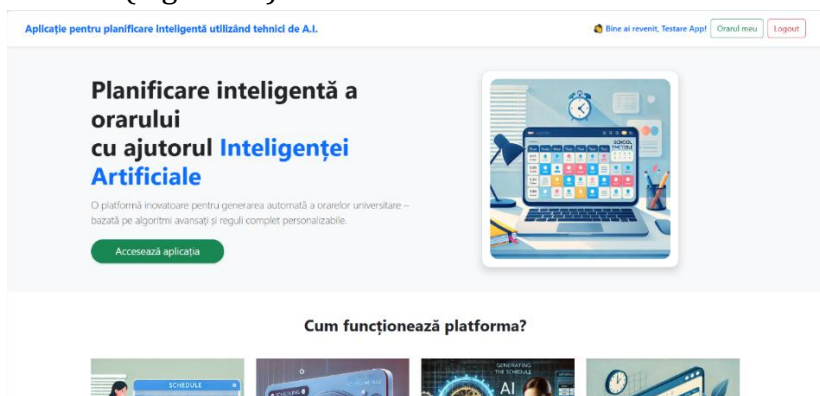 Aplicație pentru planificare inteligentă utilizând tehnici de A.I.
Bine ai revenit, Testare App!
Orarul meu
Logout
Planificare inteligentă a
orarului
cu ajutorul Inteligenței
Artificiale
O platformă inovatoare pentru generarea automată a orarelor universitare –
bazată pe algoritmi avansați și reguli complet personalizabile.
Accesează aplicația
SCHOOL
TIMETABLE
Cum funcționează platforma?
SCHEDULE
GENERATING
THE SCHEDULE
AI